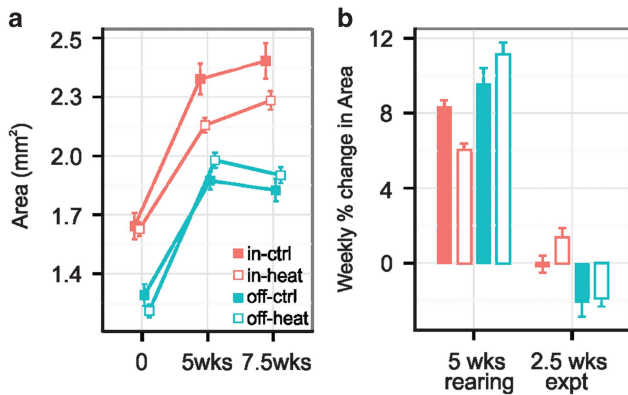 a
2.5
2.3
2.0
1.7
1.4
Area (mm²)
in-ctrl
in-heat
off-ctrl
off-heat
0
5wks
7.5wks
b
12
8
4
0
Weekly % change in Area
5 wks
rearing
2.5 wks
expt